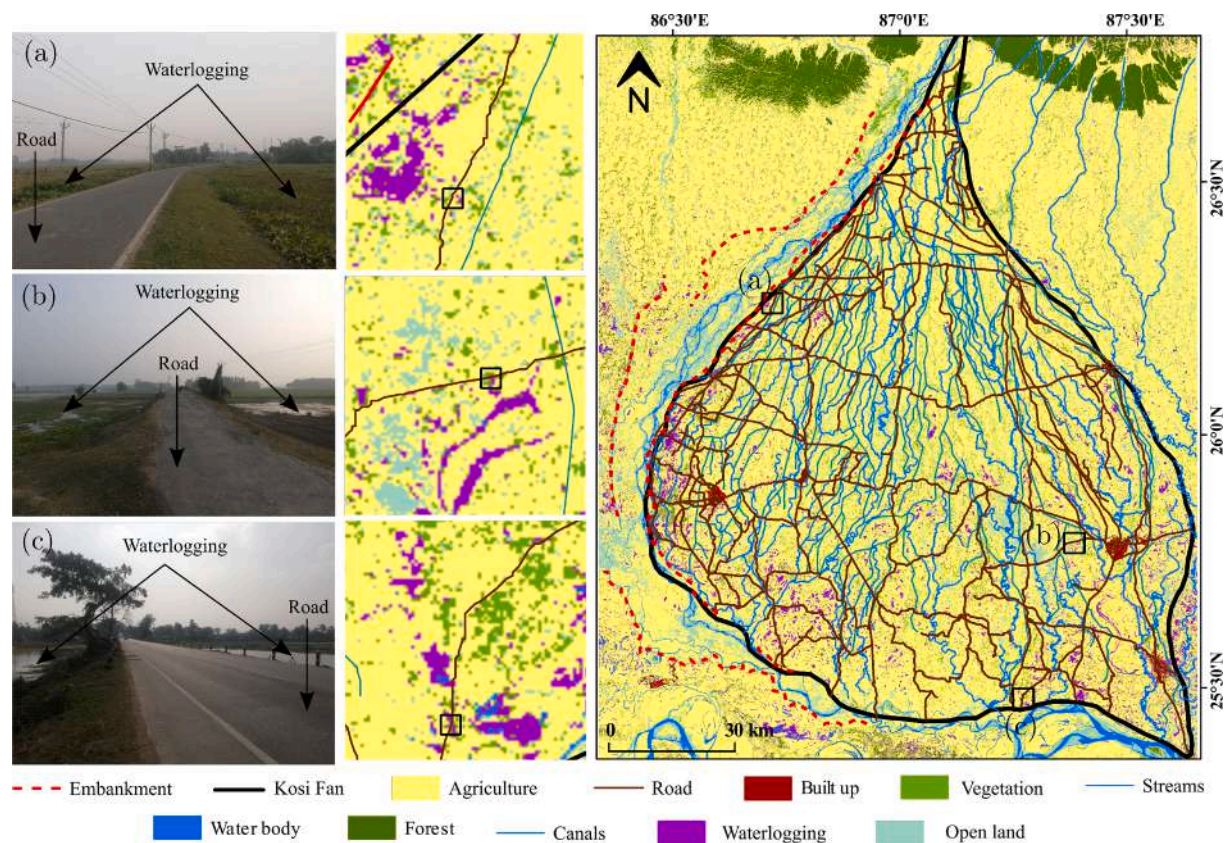 86°30'E 87°0'E 87°30'E
(a)
Waterlogging
Road
N
26°30'N
(a)
(b)
Waterlogging
Road
26°0'N
(b)
(c)
Waterlogging
Road
25°30'N
(c)
0 30 km
Embankment Kosi Fan Agriculture Road Built up Vegetation Streams
Water body Forest Canals Waterlogging Open land